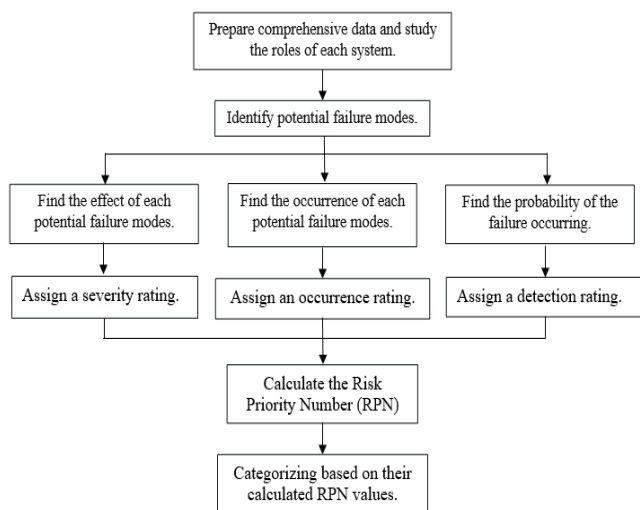 Prepare comprehensive data and study
the roles of each system.
Identify potential failure modes.
Find the effect of each
potential failure modes.
Find the occurrence of each
potential failure modes.
Find the probability of the
failure occurring.
Assign a severity rating.
Assign an occurrence rating.
Assign a detection rating.
Calculate the Risk
Priority Number (RPN)
Categorizing based on their
calculated RPN values.